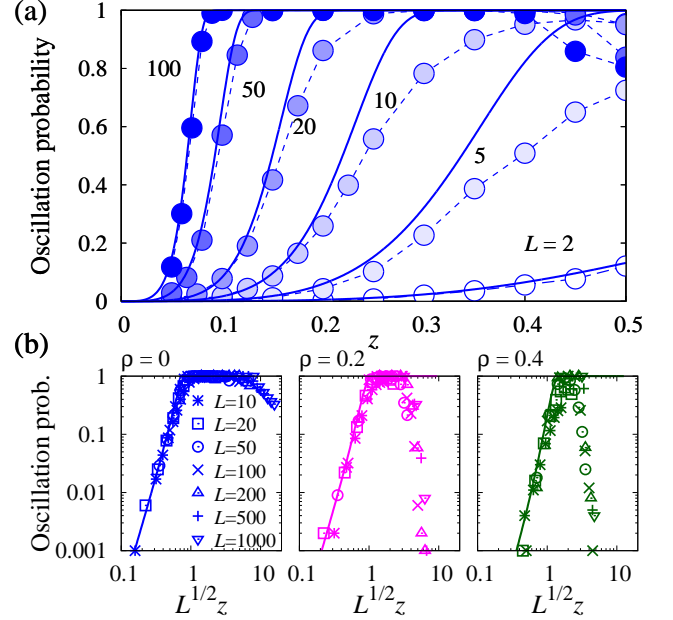 (a)
Oscillation probability
1
0.8
0.6
0.4
0.2
0
100
50
20
10
5
L = 2
0 0.1 0.2 0.3 0.4 0.5
z
(b)
ρ = 0 ρ = 0.2 ρ = 0.4
Oscillation prob.
1
0.1
0.01
0.001
L=10
L=20
L=50
L=100
L=200
L=500
L=1000
0.1 1 10 0.1 1 10 0.1 1 10
L^{1/2}z L^{1/2}z L^{1/2}z